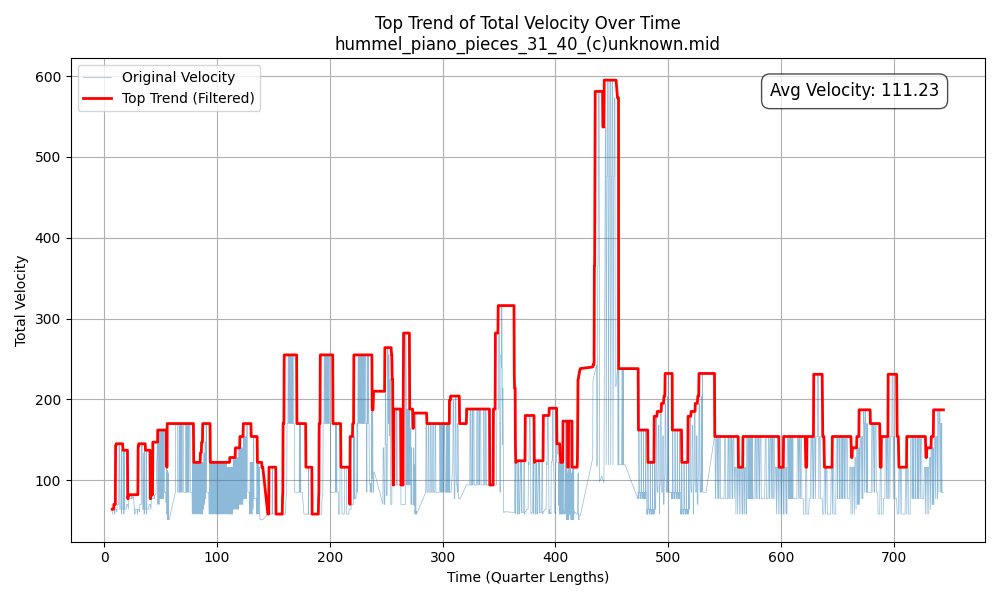 Top Trend of Total Velocity Over Time
hummel_piano_pieces_31_40_(c)unknown.mid
Original Velocity
Top Trend (Filtered)
Avg Velocity: 111.23
Total Velocity
600
500
400
300
200
100
0 100 200 300 400 500 600 700
Time (Quarter Lengths)